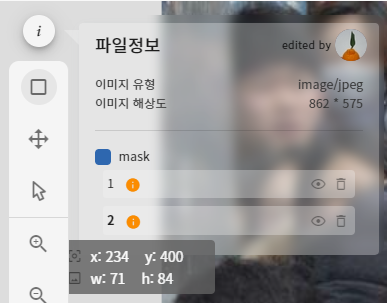 i
파일정보
edited by
이미지 유형 image/jpeg
이미지 해상도 862 * 575
mask
1
2
x: 234 y: 400
w: 71 h: 84